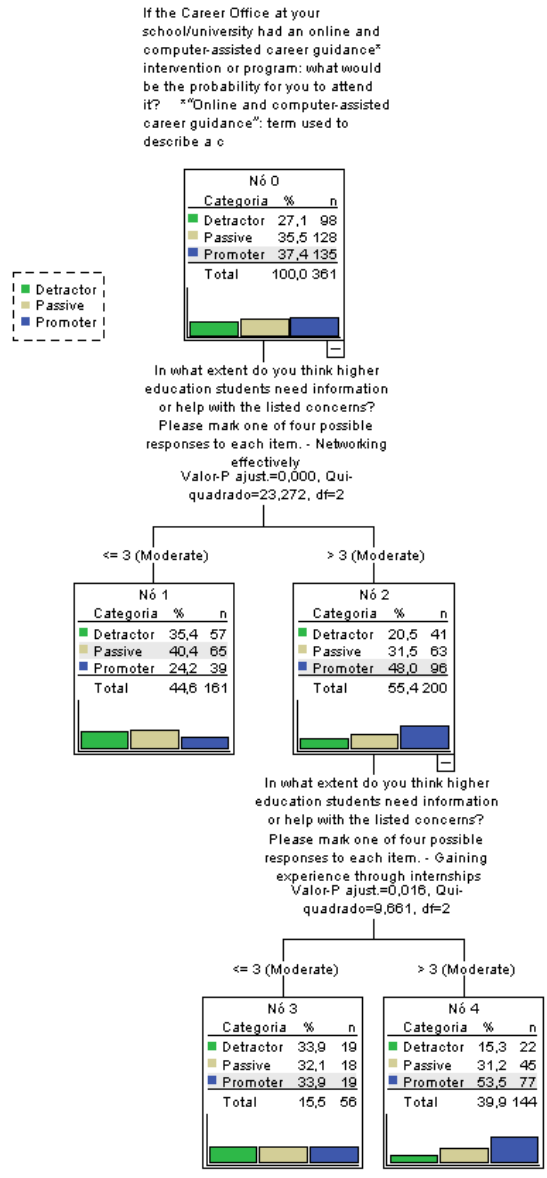 If the Career Office at your
school/university had an online and
computer-assisted career guidance*
intervention or program: what would
be the probability for you to attend
it? *“Online and computer-assisted
career guidance”: term used to
describe a c
Nó 0
Categoria % n
Detractor 27,1 98
Passive 35,5 128
Promoter 37,4 135
Total 100,0 361
Detractor
Passive
Promoter
In what extent do you think higher
education students need information
or help with the listed concerns?
Please mark one of four possible
responses to each item. - Networking
effectively
Valor-P ajust.=0,000, Qui-
quadrado=23,272, df=2
<= 3 (Moderate)
> 3 (Moderate)
Nó 1
Categoria % n
Detractor 35,4 57
Passive 40,4 65
Promoter 24,2 39
Total 44,6 161
Nó 2
Categoria % n
Detractor 20,5 41
Passive 31,5 63
Promoter 48,0 96
Total 55,4 200
In what extent do you think higher
education students need information
or help with the listed concerns?
Please mark one of four possible
responses to each item. - Gaining
experience through internships
Valor-P ajust.=0,016, Qui-
quadrado=9,661, df=2
<= 3 (Moderate)
> 3 (Moderate)
Nó 3
Categoria % n
Detractor 33,9 19
Passive 32,1 18
Promoter 33,9 19
Total 15,5 56
Nó 4
Categoria % n
Detractor 15,3 22
Passive 31,2 45
Promoter 53,5 77
Total 39,9 144